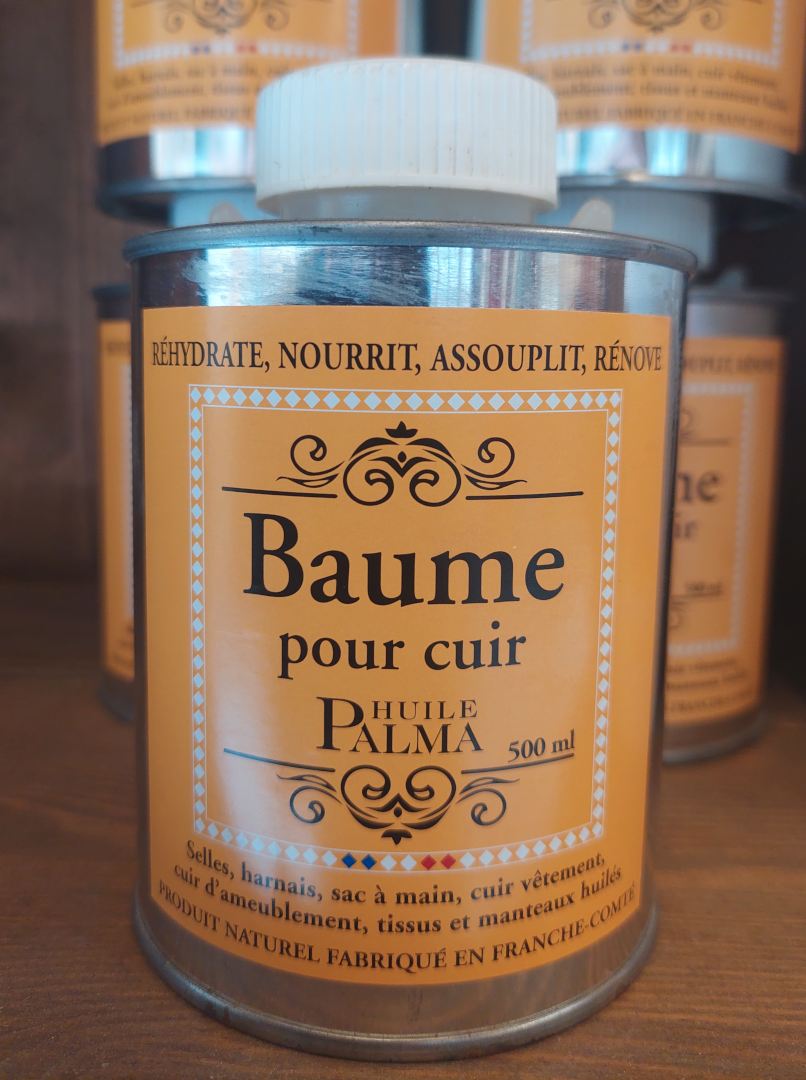 RÉHYDRATE, NOURRIT, ASSOUPLIT, RÉNOVE
Baume
pour cuir
HUILE
PALMA
500 ml
Selles, harnais, sac à main, cuir vêtement,
cuir d'ameublement, tissus et manteaux huilés
PRODUIT NATUREL FABRIQUÉ EN FRANCHE-COMTÉ